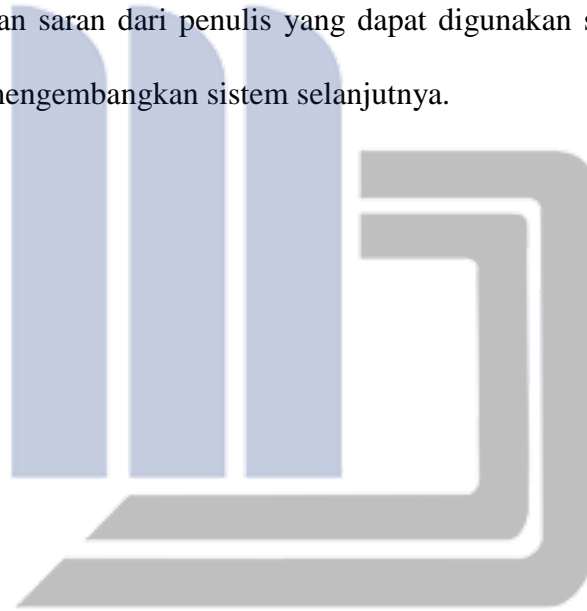 an saran dari penulis yang dapat digunakan s
mengembangkan sistem selanjutnya.